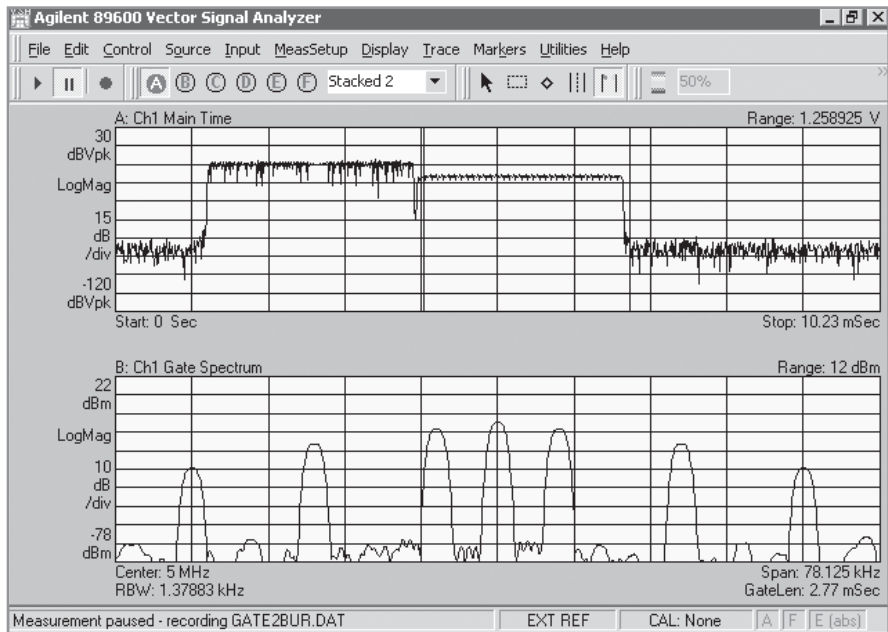 Agilent 89600 Vector Signal Analyzer
File Edit Control Source Input MeasSetup Display Trace Markers Utilities Help
A B C D E F Stacked 2 50%
A: Ch1 Main Time Range: 1.258925 V
30
dBVpk
LogMag
15
dB
/div
-120
dBVpk
Start: 0 Sec Stop: 10.23 mSec
B: Ch1 Gate Spectrum Range: 12 dBm
22
dBm
LogMag
10
dB
/div
-78
dBm
Center: 5 MHz Span: 78.125 kHz
RBW: 1.37883 kHz GateLen: 2.77 mSec
Measurement paused - recording GATE2BUR.DAT EXT REF CAL: None A F E (abs)